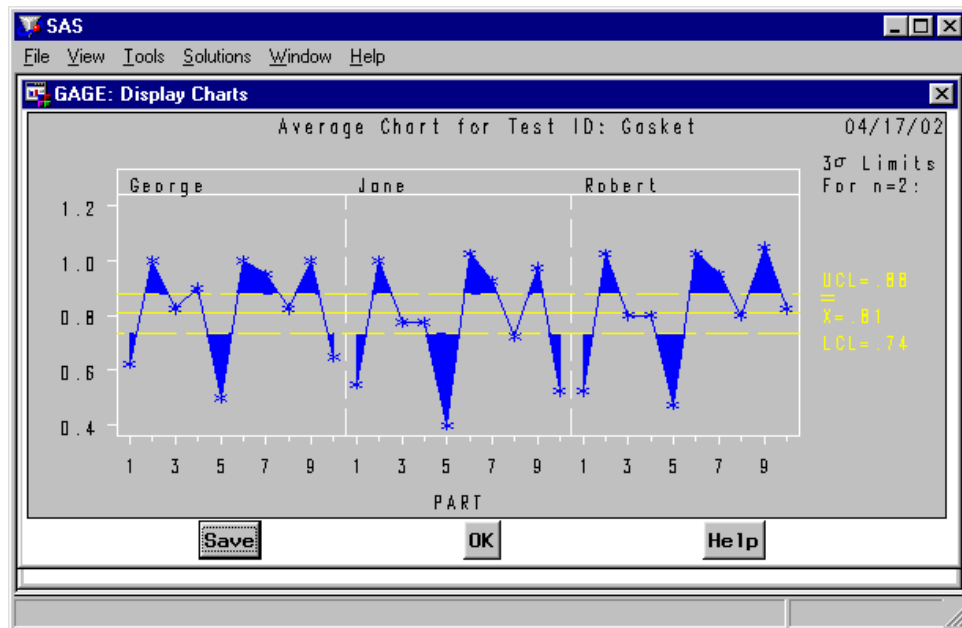 SAS
File View Tools Solutions Window Help
GAGE: Display Charts
Average Chart for Test ID: Gasket
04/17/02
3σ Limits
For n=2:
George Jane Robert
1.2
1.0
0.8
0.6
0.4
UCL=.88
X=.81
LCL=.74
1 3 5 7 9 1 3 5 7 9 1 3 5 7 9
PART
Save OK Help